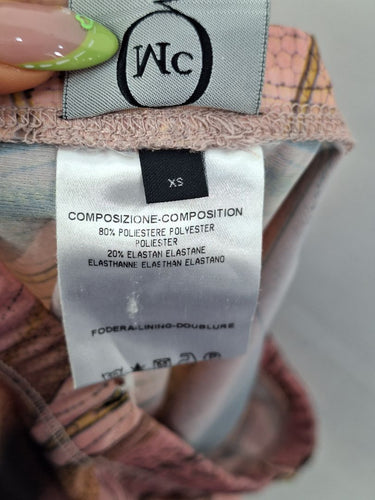 McQ
XS
COMPOSIZIONE-COMPOSITION
80% POLIESTERE POLYESTER
POLIESTER
20% ELASTAN ELASTANE
ELASTHANNE ELASTHAN ELASTANO
FODERA-LINING-DOUBLURE